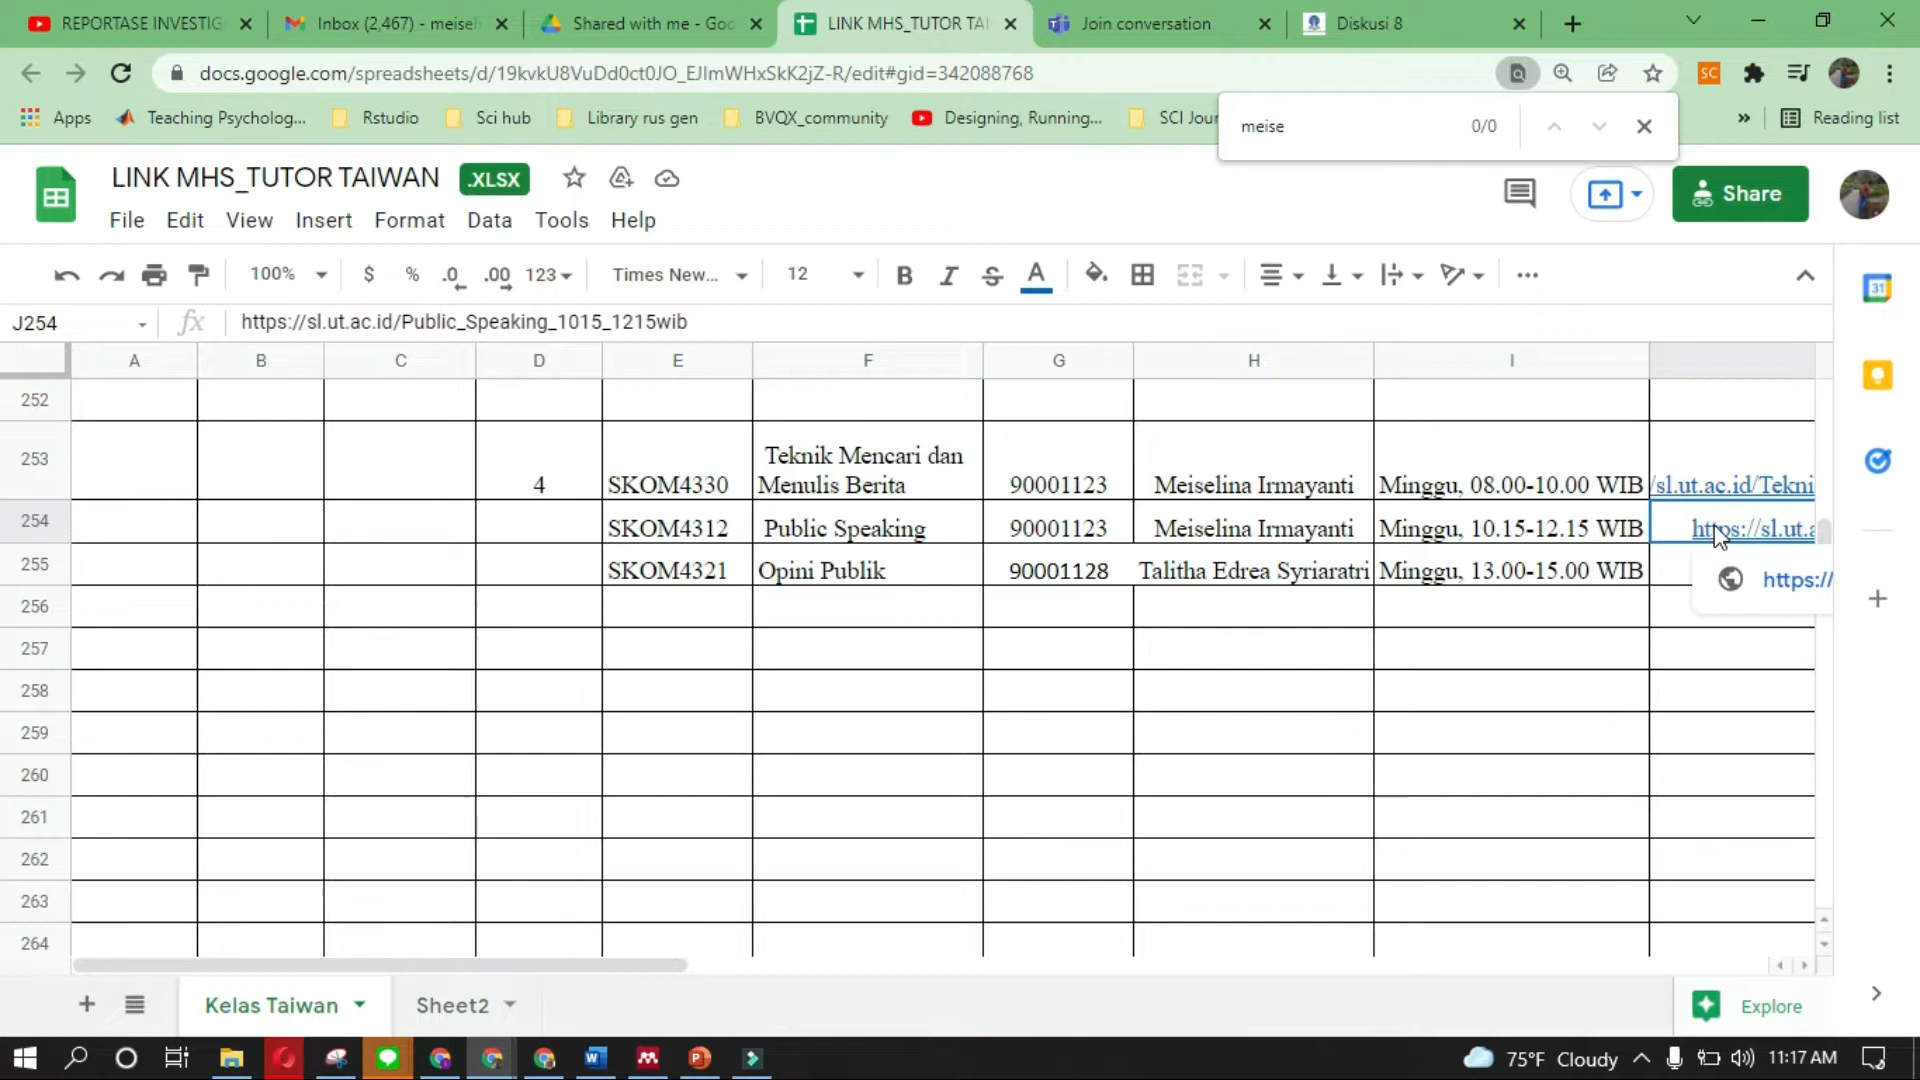 REPORTASE INVESTIG
Inbox (2,467) - meiseli
Shared with me - Goo
LINK MHS_TUTOR TAI
Join conversation
Diskusi 8
docs.google.com/spreadsheets/d/19kvkU8VuDd0ct0JO_EJImWHxSkK2jZ-R/edit#gid=342088768
SC
Apps
Teaching Psycholog...
Rstudio
Sci hub
Library rus gen
BVQX_community
Designing, Running...
SCI Jour
meise
0/0
Reading list
LINK MHS_TUTOR TAIWAN
.XLSX
Share
File Edit View Insert Format Data Tools Help
100% $ % .0 .00 123 Times New... 12 B I S A
31
J254
fx
https://sl.ut.ac.id/Public_Speaking_1015_1215wib
A B C D E F G H I
252
253 4 SKOM4330 Teknik Mencari dan
Menulis Berita 90001123 Meiselina Irmayanti Minggu, 08.00-10.00 WIB /sl.ut.ac.id/Tekni
254 SKOM4312 Public Speaking 90001123 Meiselina Irmayanti Minggu, 10.15-12.15 WIB https://sl.ut.a
255 SKOM4321 Opini Publik 90001128 Talitha Edrea Syriaratri Minggu, 13.00-15.00 WIB
https://
256
257
258
259
260
261
262
263
264
Kelas Taiwan
Sheet2
Explore
75°F Cloudy
11:17 AM